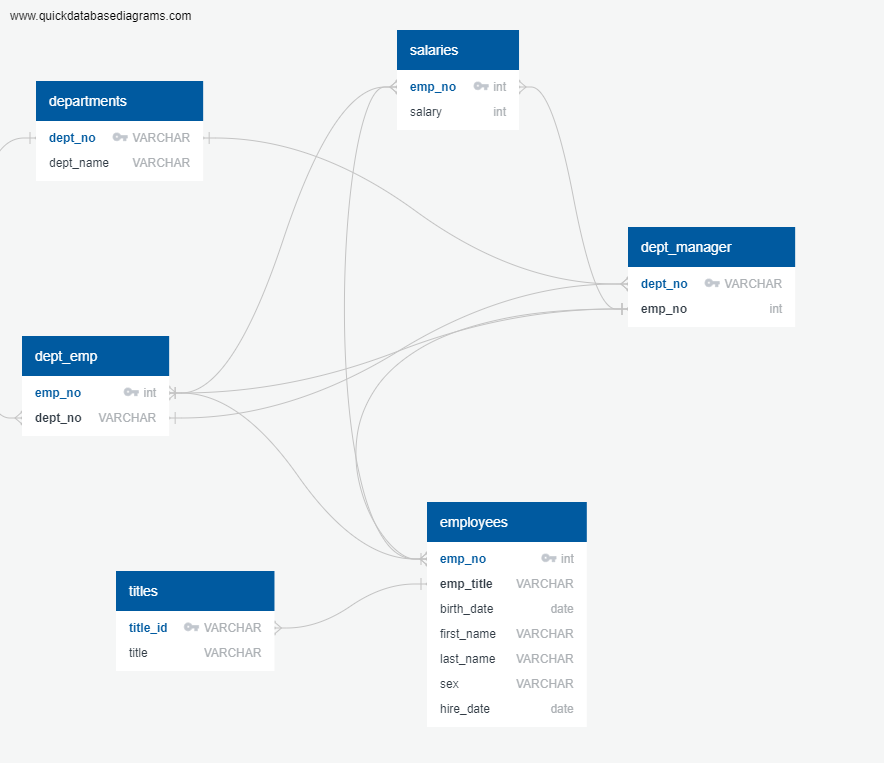 www.quickdatabasediagrams.com
salaries
emp_no int
salary int
departments
dept_no VARCHAR
dept_name VARCHAR
dept_manager
dept_no VARCHAR
emp_no int
dept_emp
emp_no int
dept_no VARCHAR
employees
emp_no int
emp_title VARCHAR
birth_date date
first_name VARCHAR
last_name VARCHAR
sex VARCHAR
hire_date date
titles
title_id VARCHAR
title VARCHAR